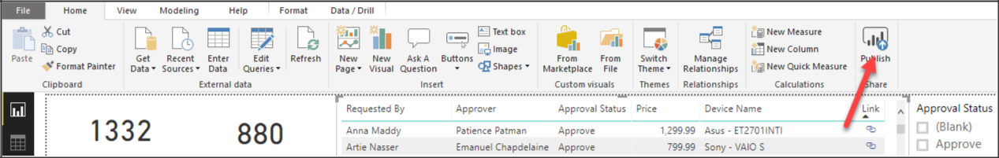 File Home View Modeling Help Format Data / Drill
Paste
Cut
Copy
Format Painter
Clipboard
Get Data
Recent Sources
Enter Data
Edit Queries
Refresh
External data
New Page
New Visual
Ask A Question
Buttons
Text box
Image
Shapes
Insert
From Marketplace
From File
Custom visuals
Switch Theme
Themes
Manage Relationships
Relationships
New Measure
New Column
New Quick Measure
Calculations
Publish
Share
1332
880
Requested By Approver Approval Status Price Device Name Link
Anna Maddy Patience Patman Approve 1,299.99 Asus - ET2701INTI
Artie Nasser Emanuel Chapdelaine Approve 799.99 Sony - VAIO S
Approval Status
(Blank)
Approve